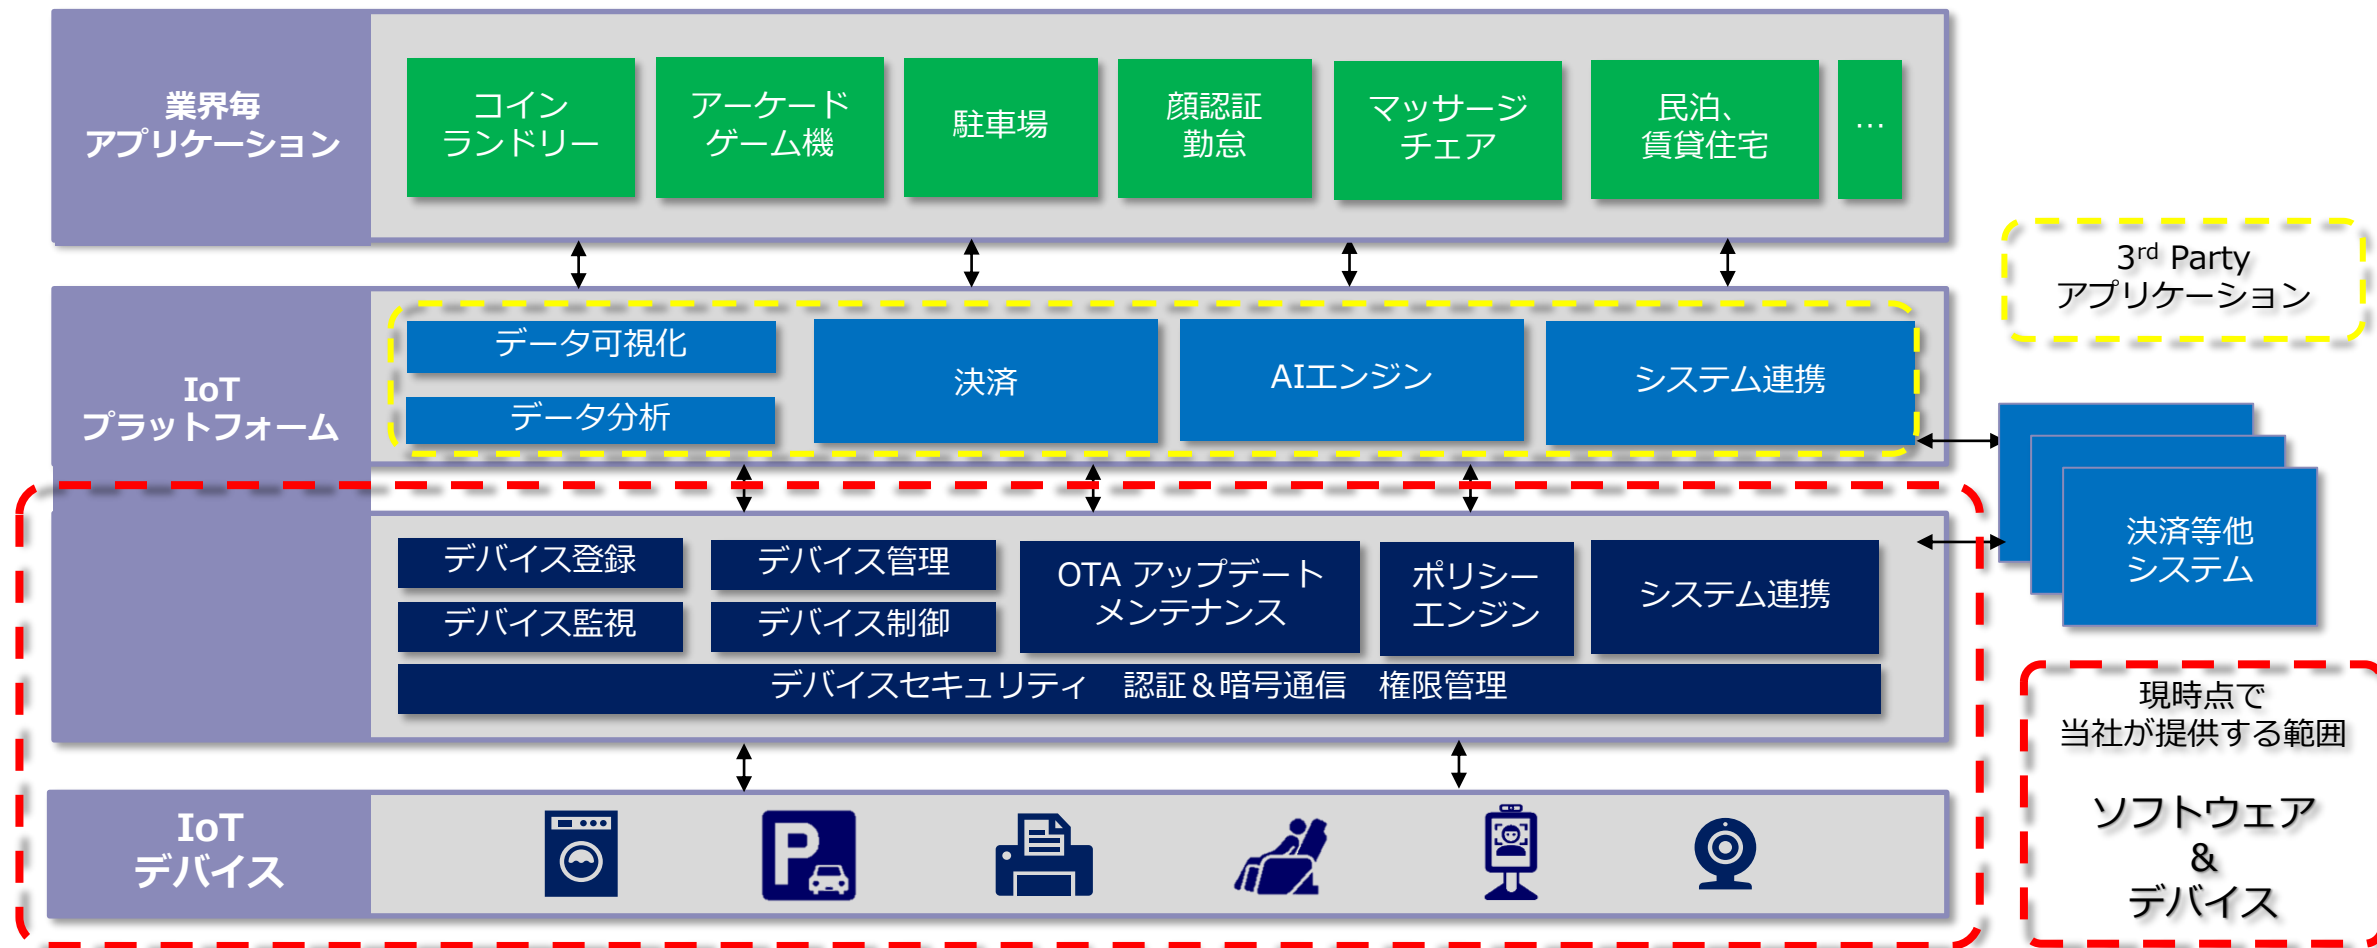 業界毎
アプリケーション
コイン
ランドリー
アーケード
ゲーム機
駐車場
顔認証
勤怠
マッサージ
チェア
民泊、
賃貸住宅
…
3rd Party
アプリケーション
IoT
プラットフォーム
データ可視化
データ分析
決済
AIエンジン
システム連携
決済等他
システム
デバイス登録
デバイス管理
デバイス監視
デバイス制御
OTA アップデート
メンテナンス
ポリシー
エンジン
システム連携
デバイスセキュリティ 認証＆暗号通信 権限管理
現時点で
当社が提供する範囲
ソフトウェア
&
デバイス
IoT
デバイス
P